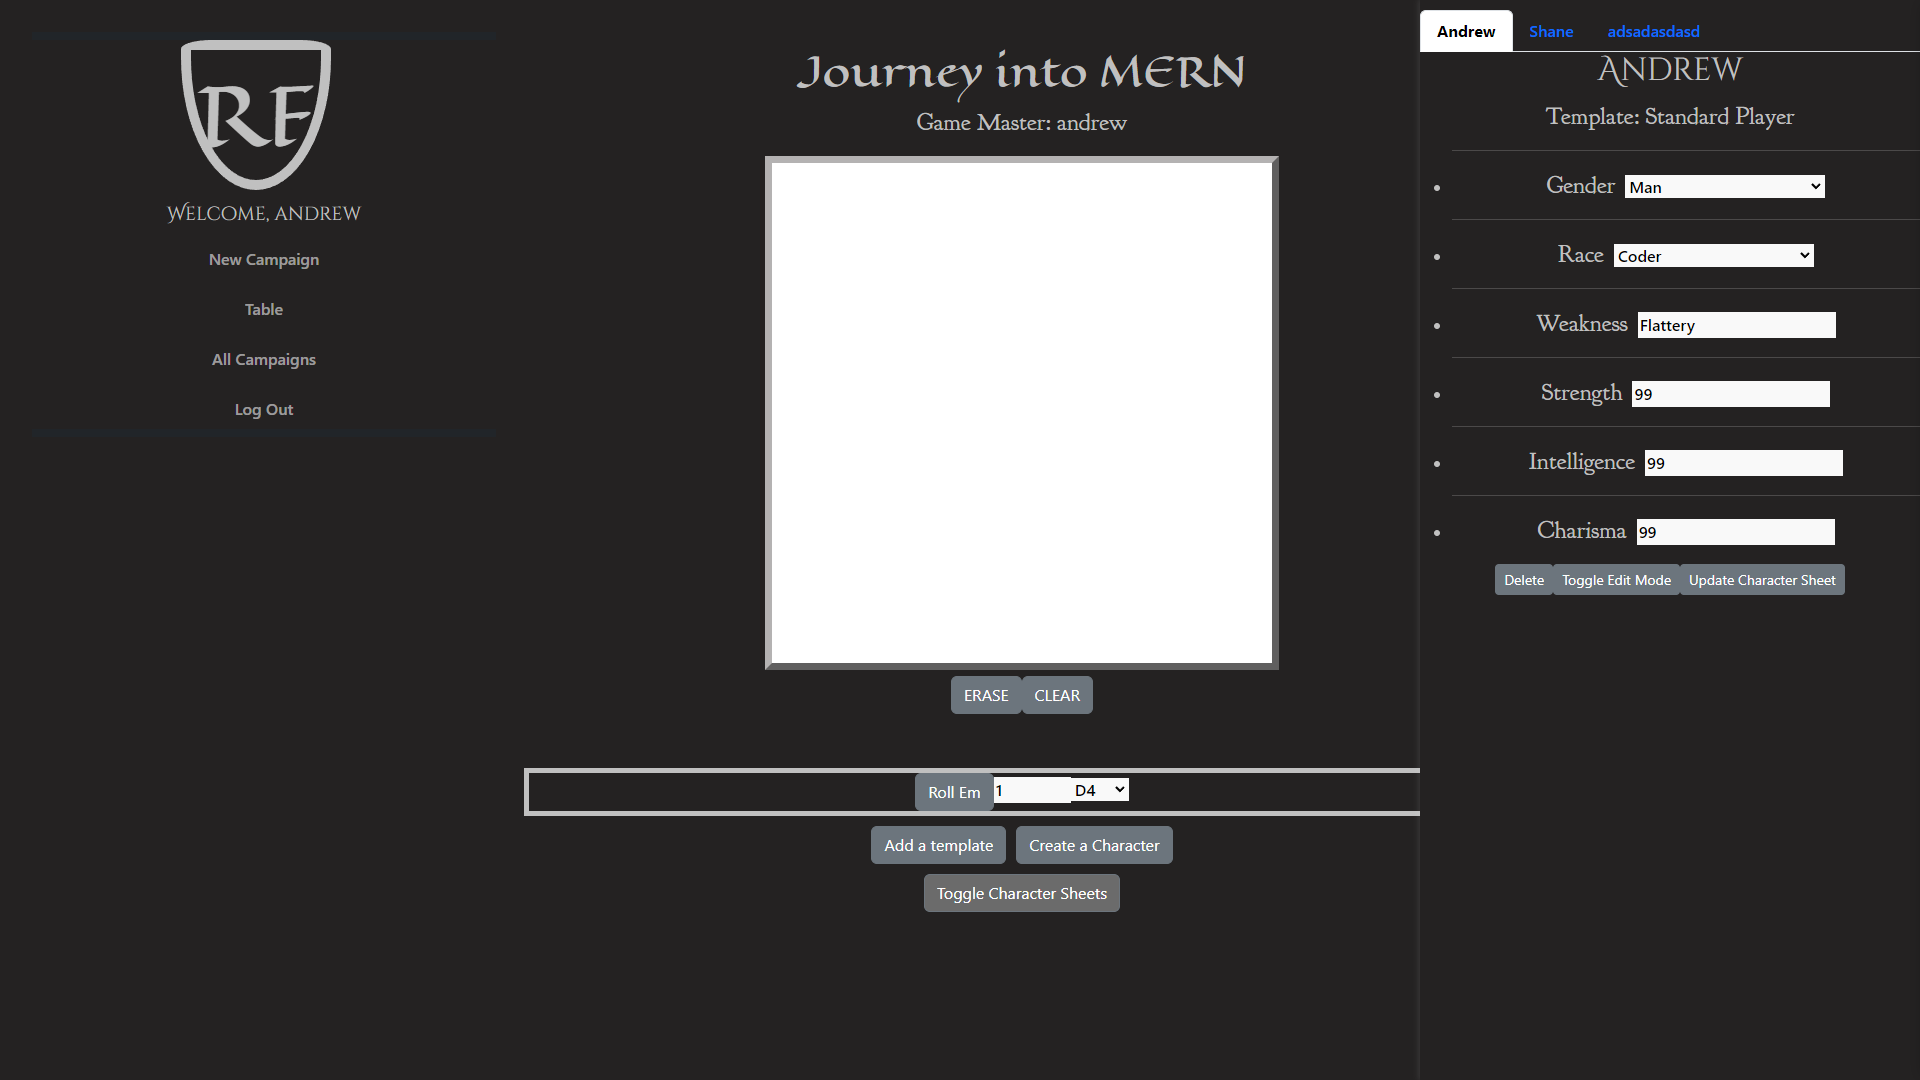 RF
Welcome, andrew
New Campaign
Table
All Campaigns
Log Out
Journey into MERN
Game Master: andrew
ERASE CLEAR
Roll Em 1 D4
Add a template Create a Character
Toggle Character Sheets
Andrew Shane adsadasdasd
Andrew
Template: Standard Player
Gender Man
Race Coder
Weakness Flattery
Strength 99
Intelligence 99
Charisma 99
Delete Toggle Edit Mode Update Character Sheet